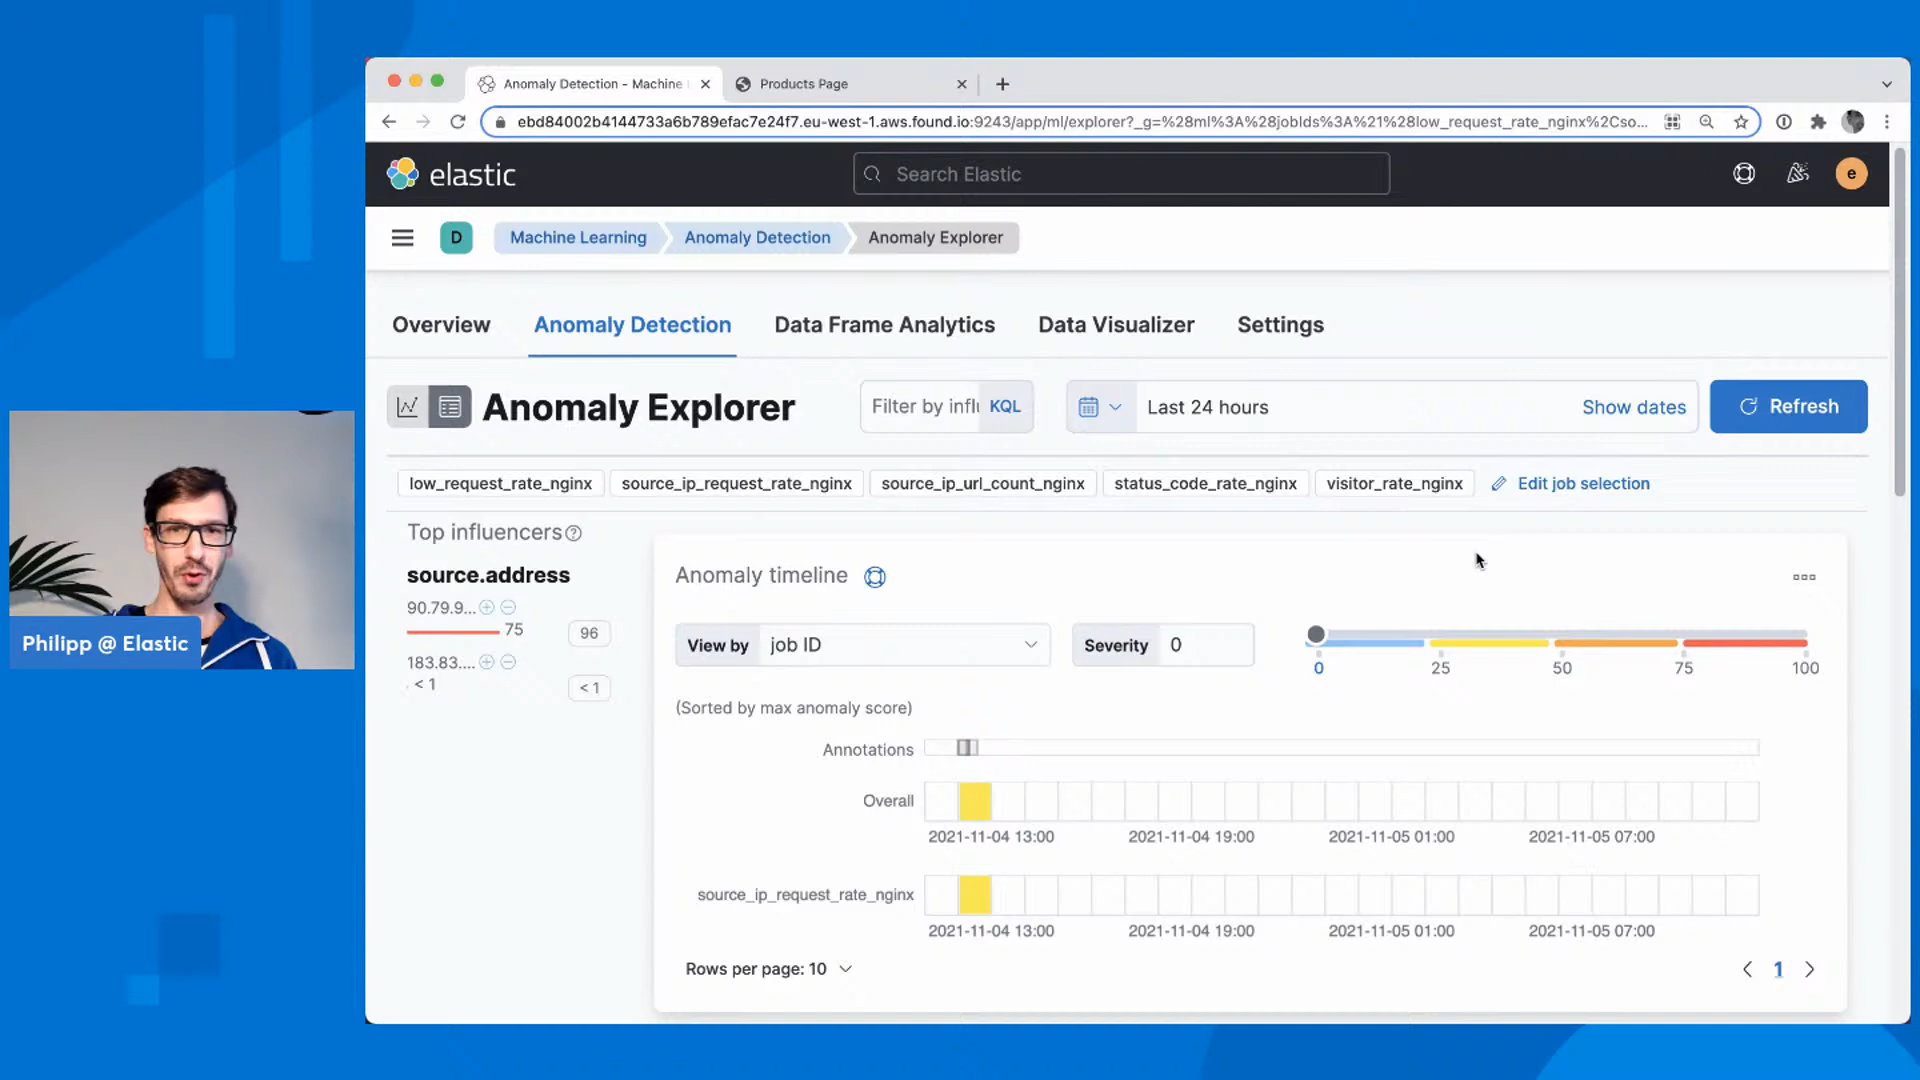 Anomaly Detection - Machine
Products Page
ebd84002b4144733a6b789efac7e24f7.eu-west-1.aws.found.io:9243/app/ml/explorer?_g=%28ml%3A%28jobIds%3A%21%28low_request_rate_nginx%2Cso...
elastic
Search Elastic
e
D
Machine Learning
Anomaly Detection
Anomaly Explorer
Overview
Anomaly Detection
Data Frame Analytics
Data Visualizer
Settings
Anomaly Explorer
Filter by influ
KQL
Last 24 hours
Show dates
Refresh
low_request_rate_nginx
source_ip_request_rate_nginx
source_ip_url_count_nginx
status_code_rate_nginx
visitor_rate_nginx
Edit job selection
Top influencers
source.address
90.79.9...
75
96
183.83....
< 1
< 1
Anomaly timeline
View by
job ID
Severity
0
0
25
50
75
100
(Sorted by max anomaly score)
Annotations
Overall
2021-11-04 13:00
2021-11-04 19:00
2021-11-05 01:00
2021-11-05 07:00
source_ip_request_rate_nginx
2021-11-04 13:00
2021-11-04 19:00
2021-11-05 01:00
2021-11-05 07:00
Rows per page: 10
1
Philipp @ Elastic